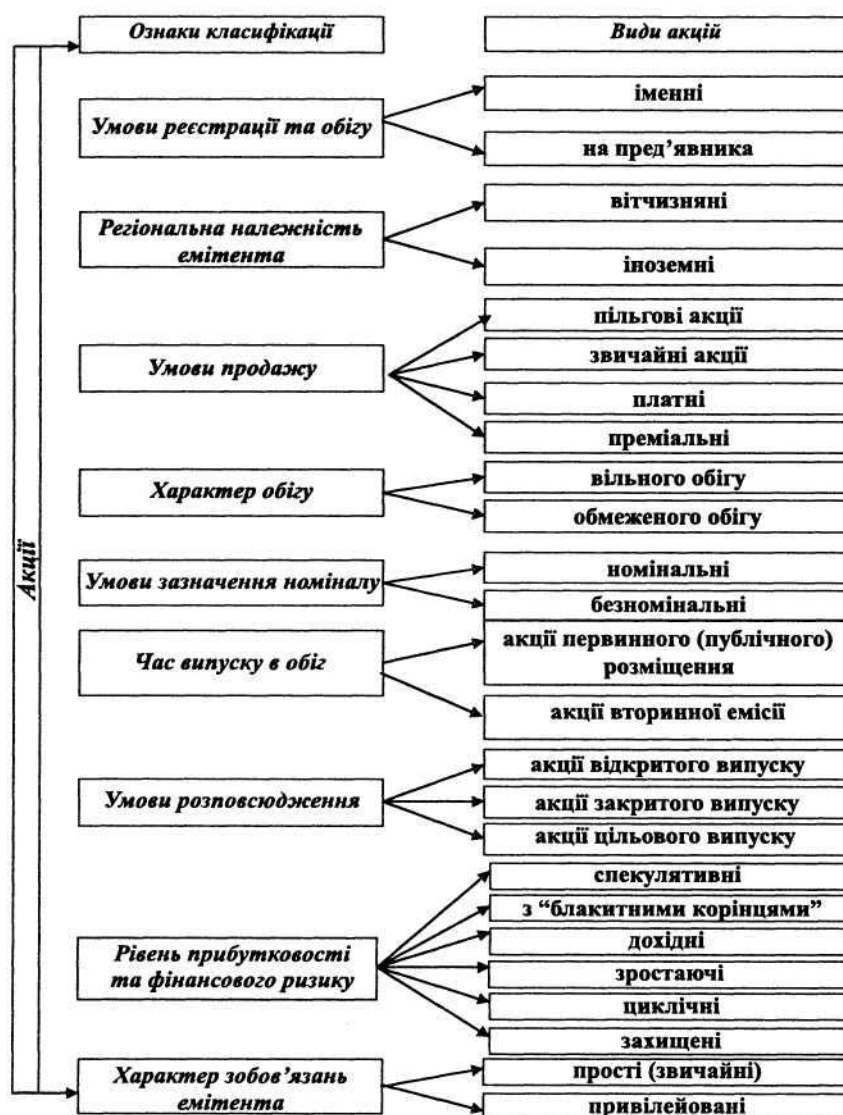 Ознаки класифікації
Види акцій
Акції
Умови реєстрації та обігу
іменні
на пред’явника
Регіональна належність
емітента
вітчизняні
іноземні
Умови продажу
пільгові акції
звичайні акції
платні
преміальні
Характер обігу
вільного обігу
обмеженого обігу
Умови зазначення номіналу
номінальні
безномінальні
Час випуску в обіг
акції первинного (публічного)
розміщення
акції вторинної емісії
Умови розповсюдження
акції відкритого випуску
акції закритого випуску
акції цільового випуску
Рівень прибутковості
та фінансового ризику
спекулятивні
з “блакитними корінцями”
дохідні
зростаючі
циклічні
захищені
Характер зобов’язань
емітента
прості (звичайні)
привілейовані